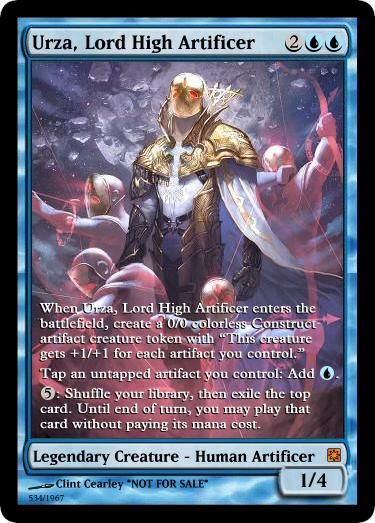 Urza, Lord High Artificer 2
When Urza, Lord High Artificer enters the
battlefield, create a 0/0 colorless Construct
artifact creature token with “This creature
gets +1/+1 for each artifact you control.”
Tap an untapped artifact you control: Add .
5: Shuffle your library, then exile the top
card. Until end of turn, you may play that
card without paying its mana cost.
Legendary Creature - Human Artificer
1/4
Clint Cearley *NOT FOR SALE*
534/1967